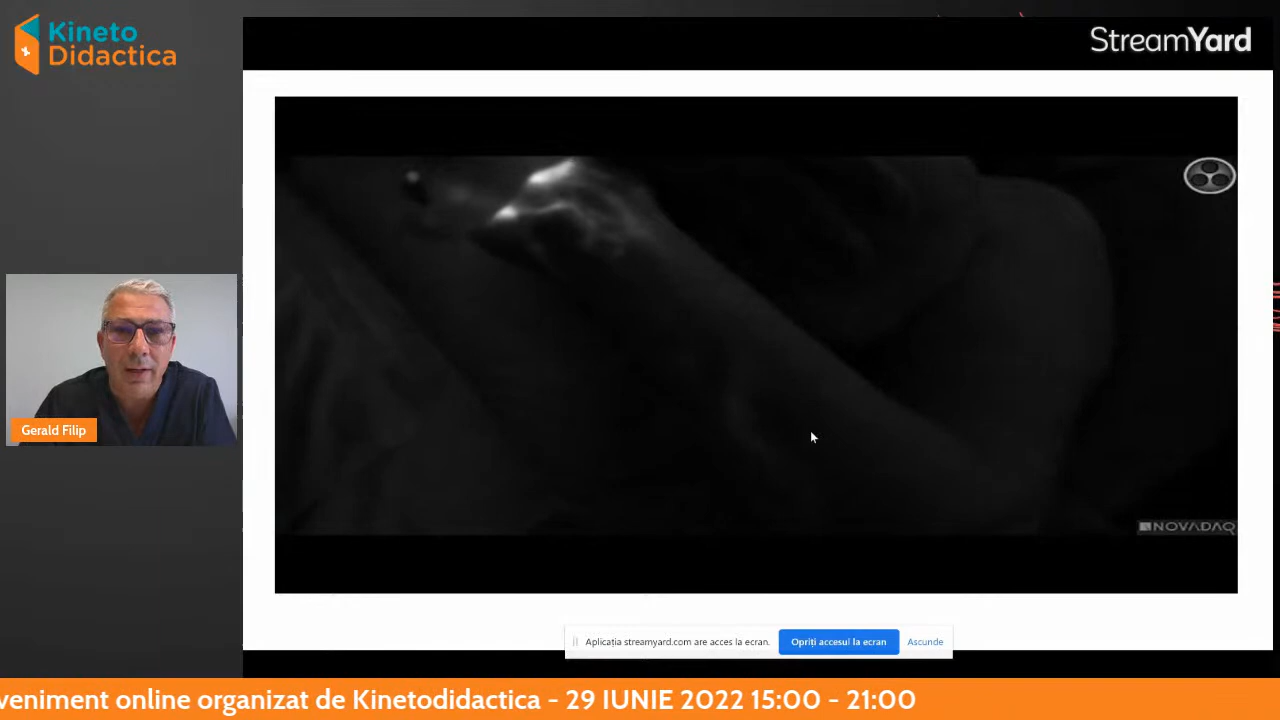 Kineto
Didactica
StreamYard
NOVADAQ
Gerald Filip
Aplicația streamyard.com are acces la ecran.
Opriți accesul la ecran
Ascunde
veniment online organizat de Kinetodidactica - 29 IUNIE 2022 15:00 - 21:00